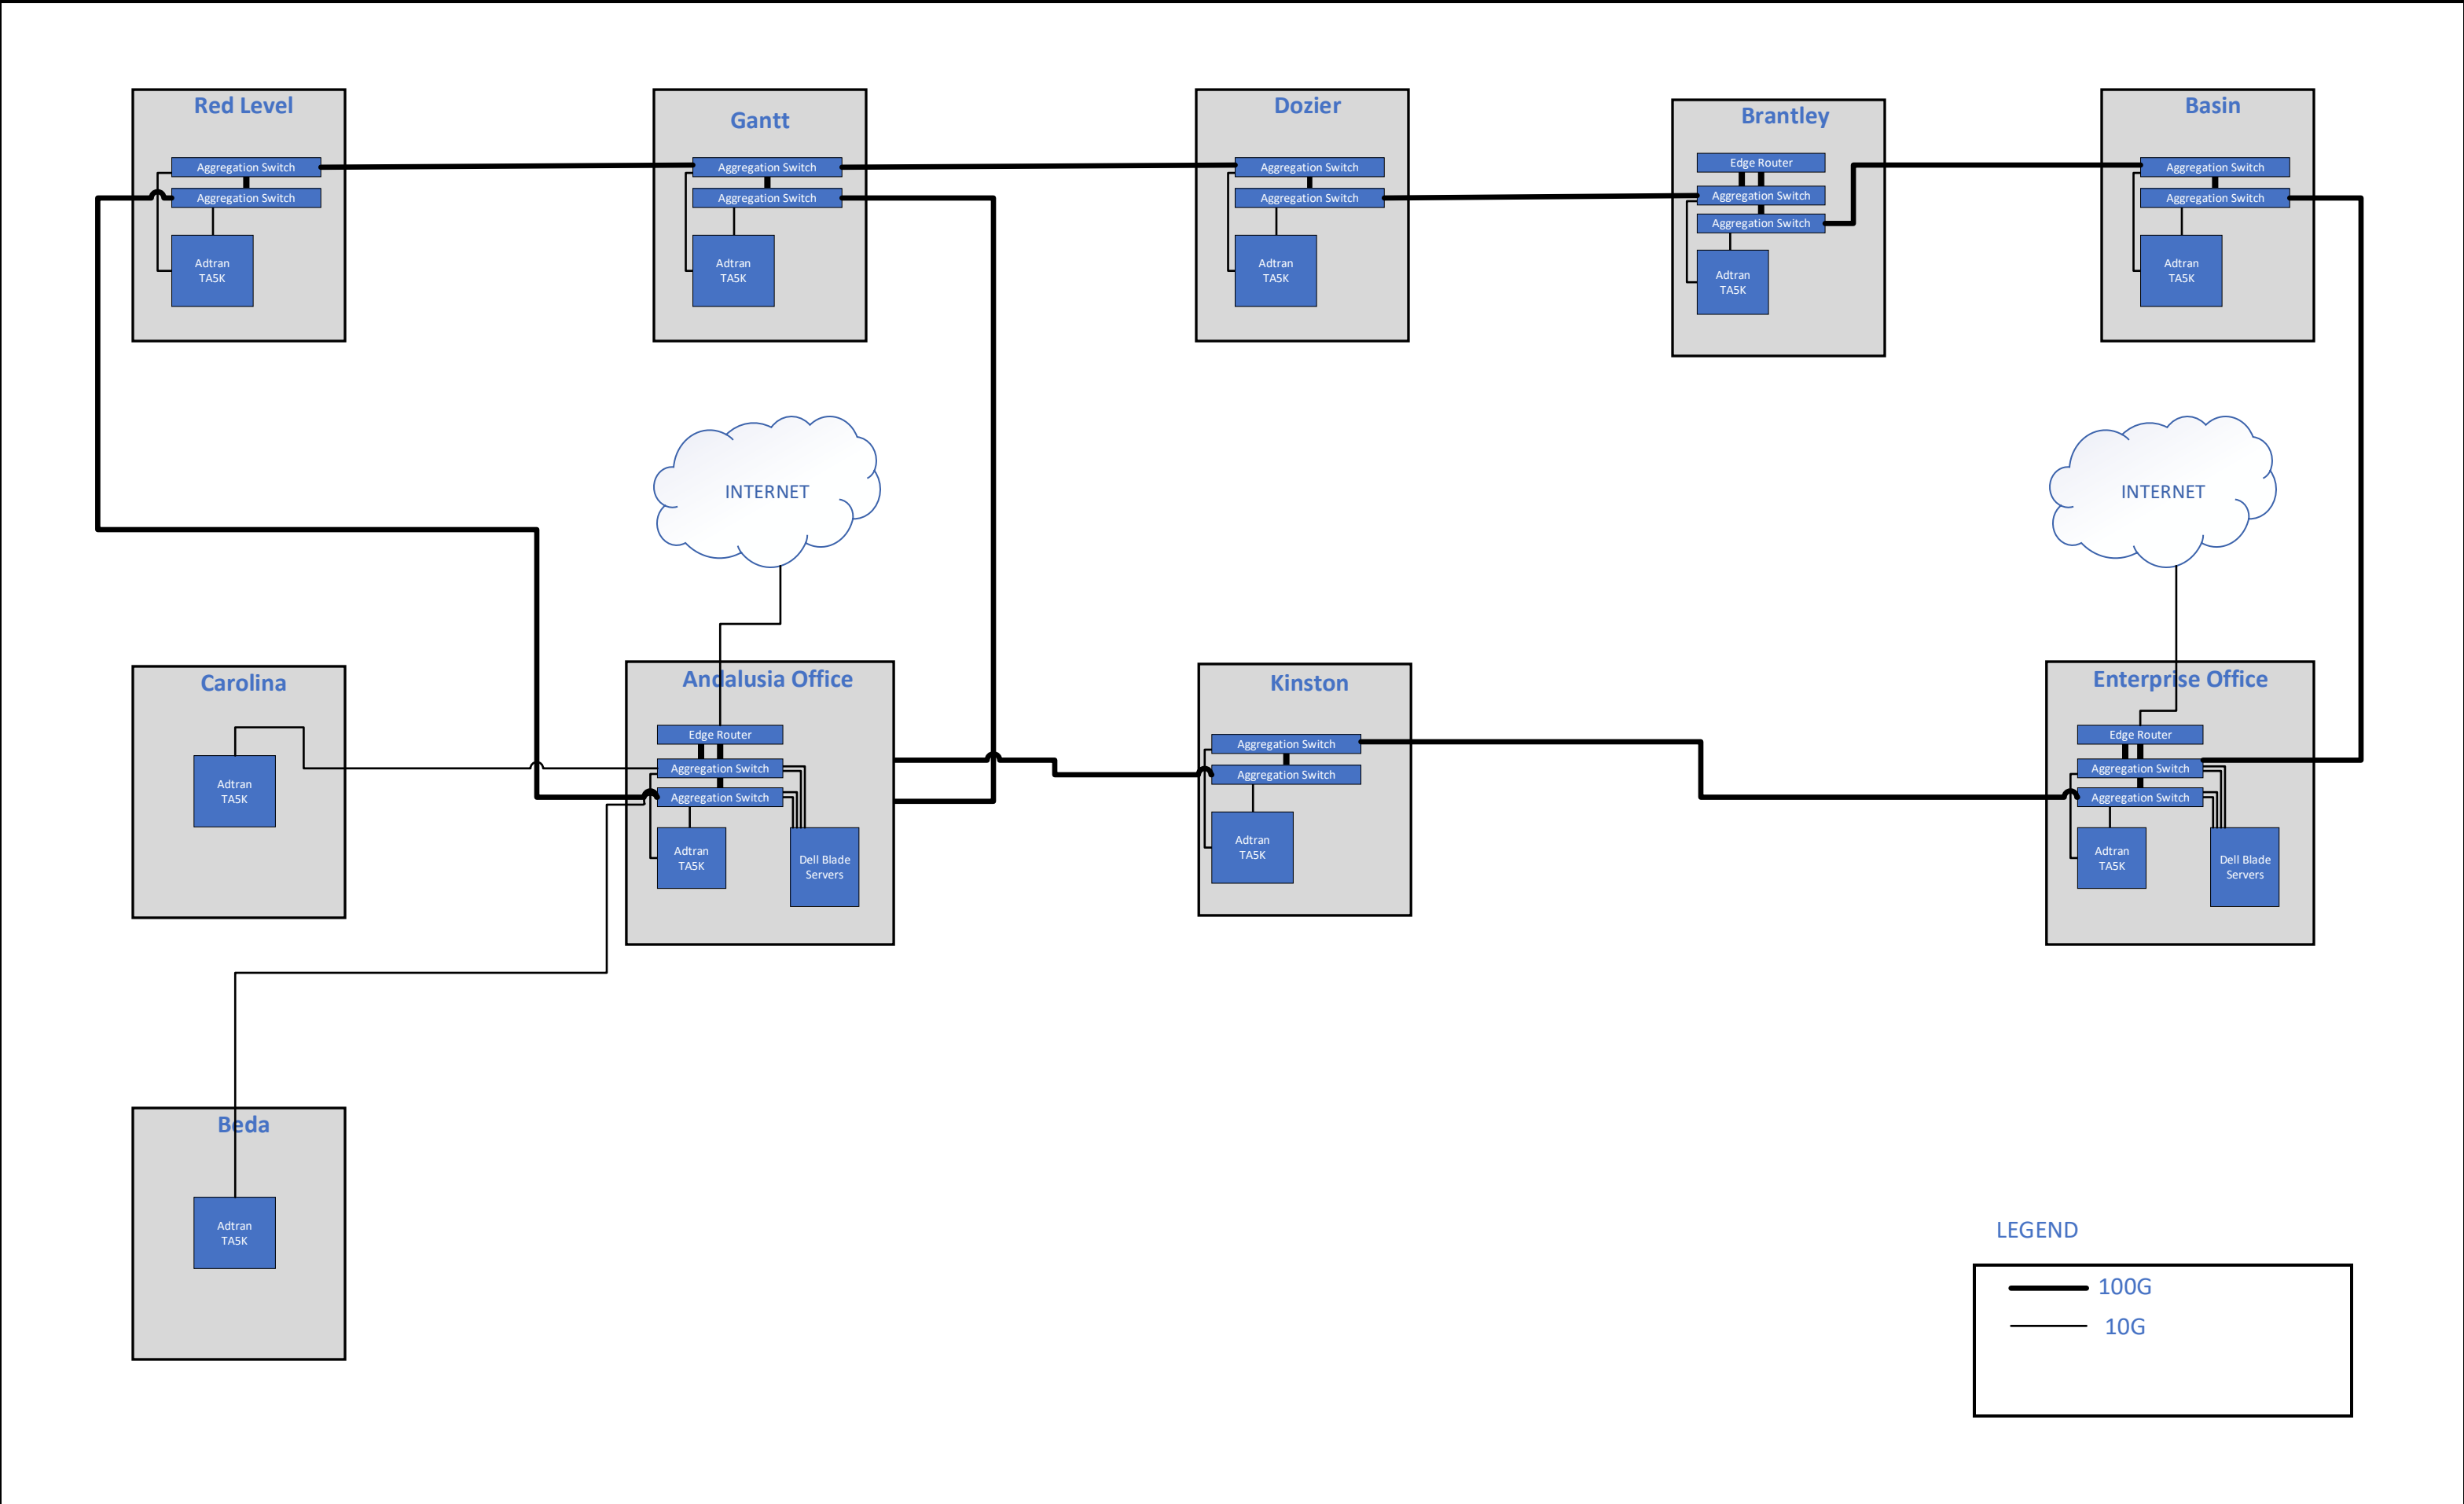 Red Level
Aggregation Switch
Aggregation Switch
Adtran
TA5K
Gantt
Aggregation Switch
Aggregation Switch
Adtran
TA5K
Dozier
Aggregation Switch
Aggregation Switch
Adtran
TA5K
Brantley
Edge Router
Aggregation Switch
Aggregation Switch
Adtran
TA5K
Basin
Aggregation Switch
Aggregation Switch
Adtran
TA5K
INTERNET
INTERNET
Carolina
Adtran
TA5K
Andalusia Office
Edge Router
Aggregation Switch
Aggregation Switch
Adtran
TA5K
Dell Blade
Servers
Kinston
Aggregation Switch
Aggregation Switch
Adtran
TA5K
Enterprise Office
Edge Router
Aggregation Switch
Aggregation Switch
Adtran
TA5K
Dell Blade
Servers
Beda
Adtran
TA5K
LEGEND
100G
10G